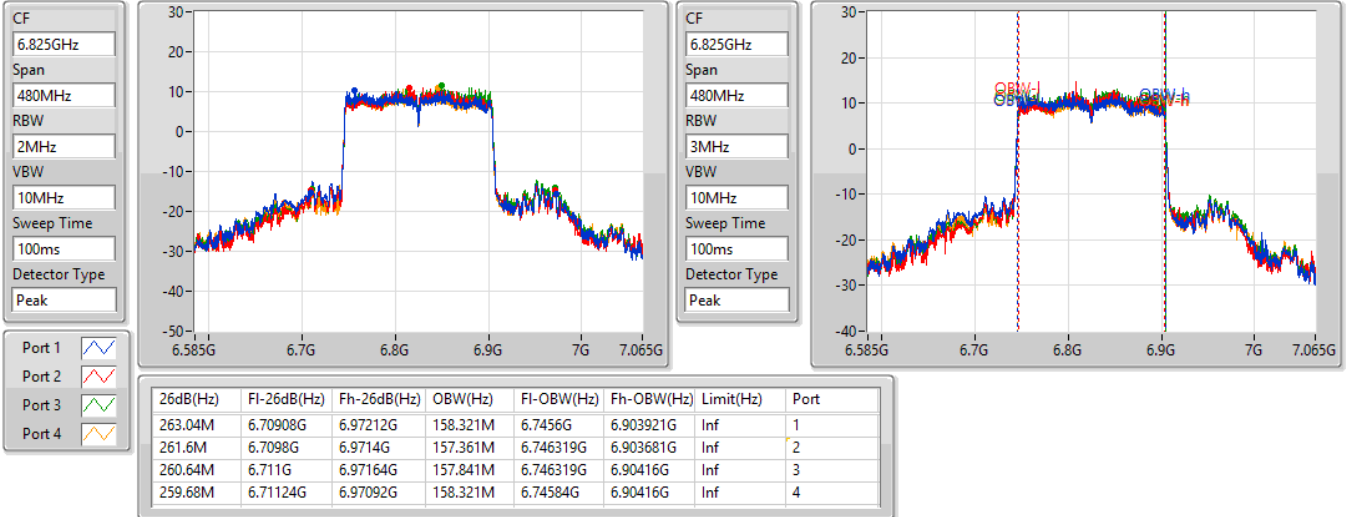 CF
6.825GHz
Span
480MHz
RBW
2MHz
VBW
10MHz
Sweep Time
100ms
Detector Type
Peak
30
20
10
0
-10
-20
-30
-40
-50
6.585G 6.7G 6.8G 6.9G 7G 7.065G
CF
6.825GHz
Span
480MHz
RBW
3MHz
VBW
10MHz
Sweep Time
100ms
Detector Type
Peak
30
20
10
0
-10
-20
-30
-40
OBW-l
OBW-h
6.585G 6.7G 6.8G 6.9G 7G 7.065G
Port 1
Port 2
Port 3
Port 4
26dB(Hz) Fl-26dB(Hz) Fh-26dB(Hz) OBW(Hz) Fl-OBW(Hz) Fh-OBW(Hz) Limit(Hz) Port
263.04M 6.70908G 6.97212G 158.321M 6.7456G 6.903921G Inf 1
261.6M 6.7098G 6.9714G 157.361M 6.746319G 6.903681G Inf 2
260.64M 6.711G 6.97164G 157.841M 6.746319G 6.90416G Inf 3
259.68M 6.71124G 6.97092G 158.321M 6.74584G 6.90416G Inf 4